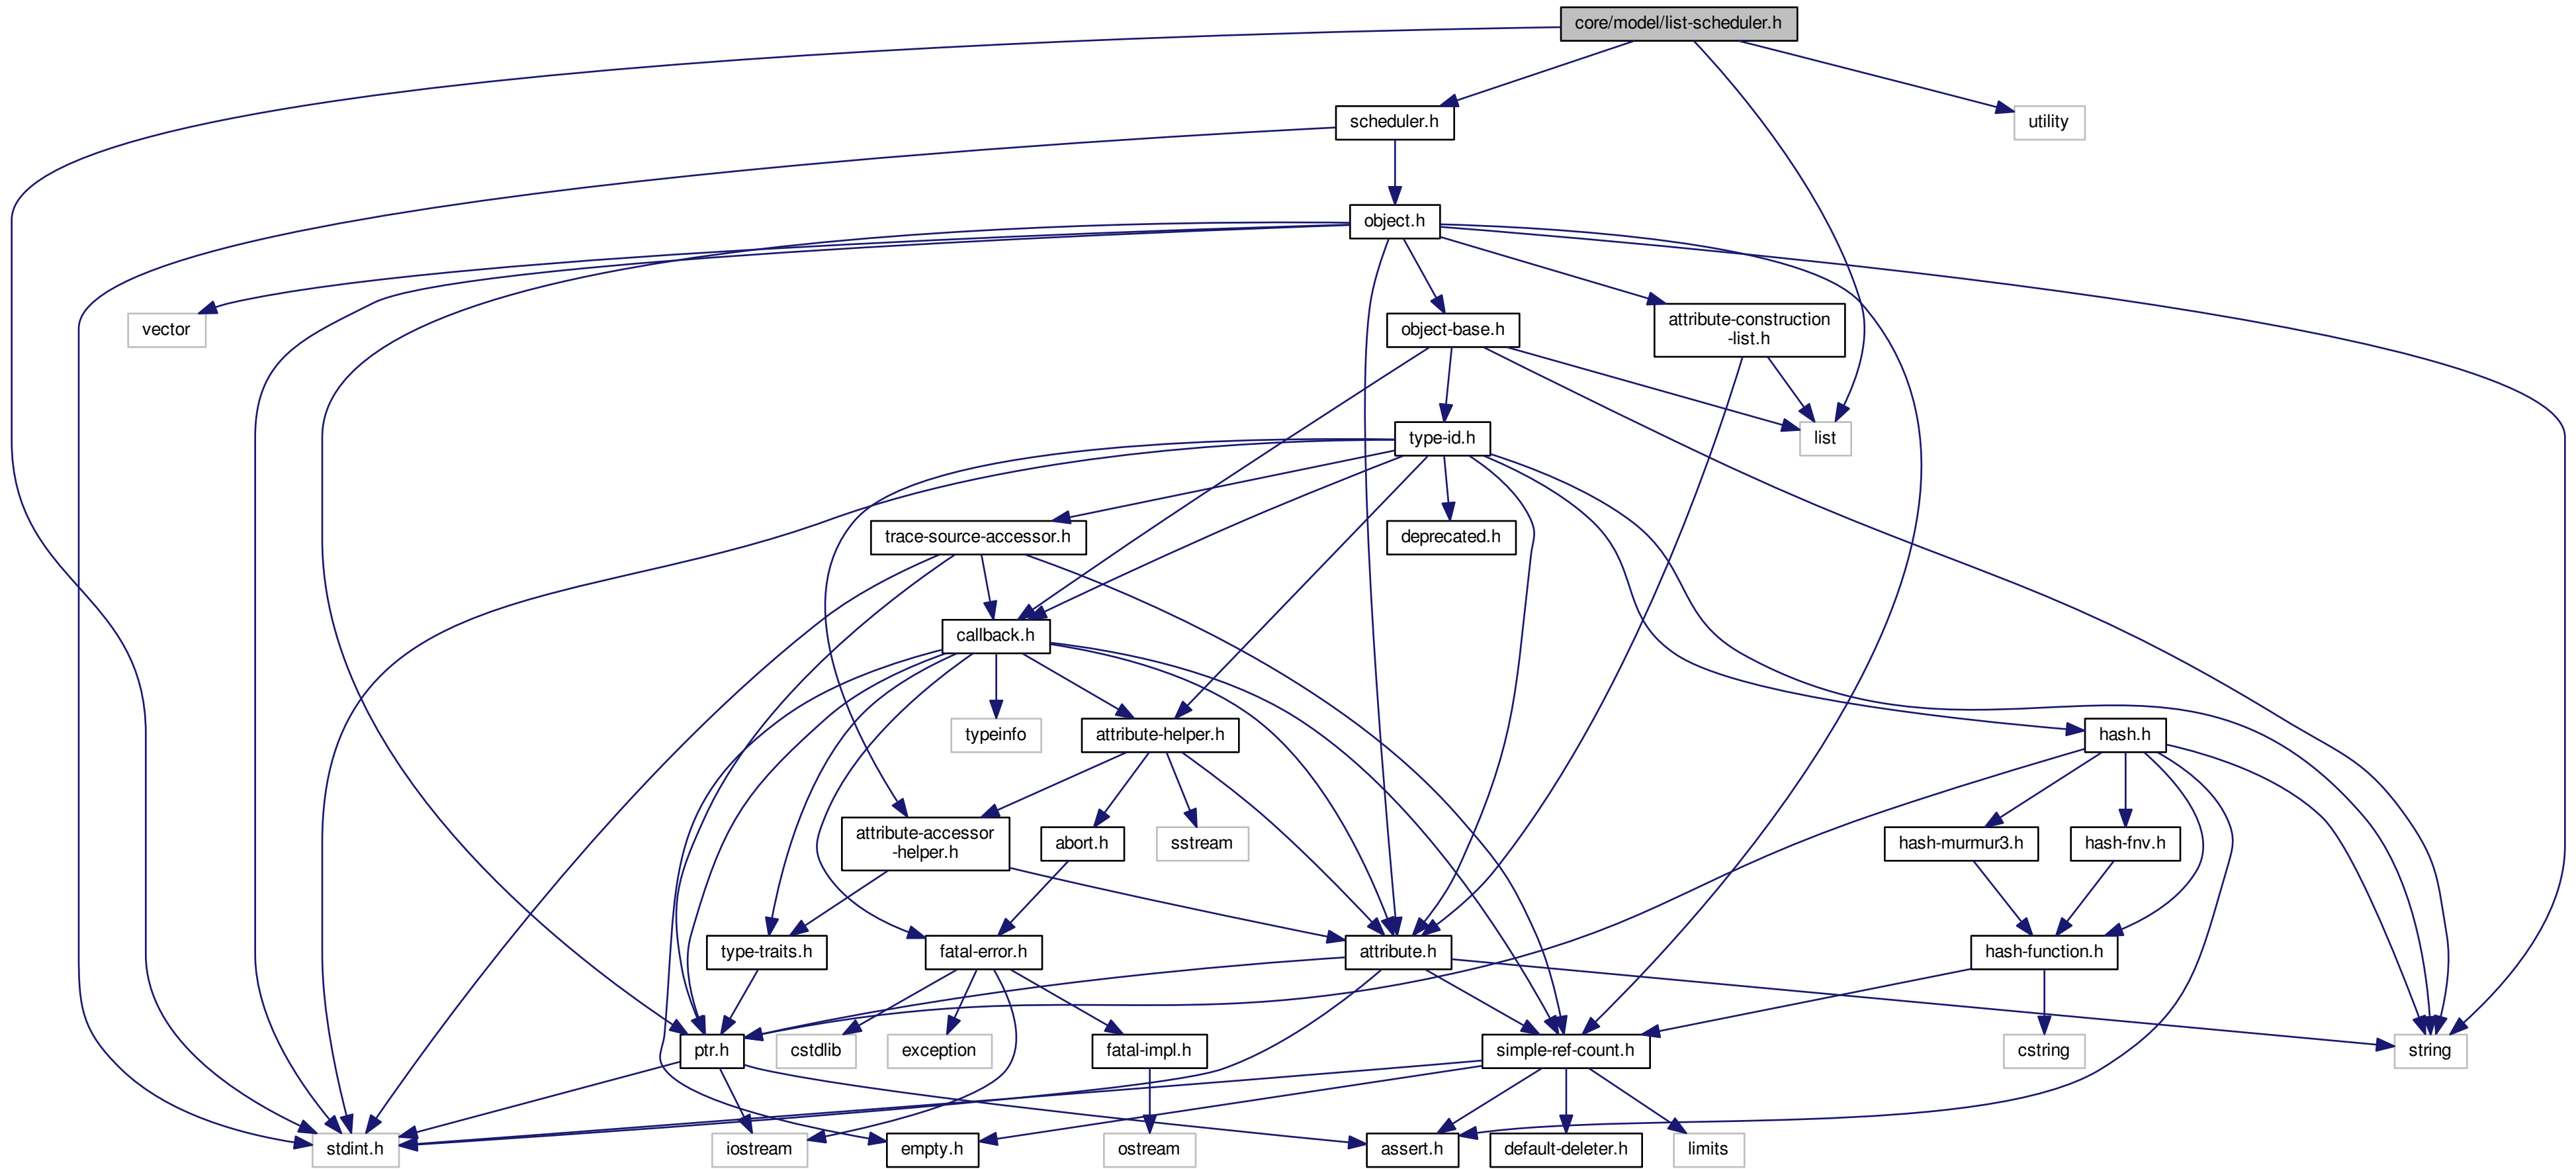 core/model/list-scheduler.h
scheduler.h
utility
object.h
vector
object-base.h
attribute-construction
-list.h
type-id.h
list
trace-source-accessor.h
deprecated.h
callback.h
typeinfo
attribute-helper.h
hash.h
attribute-accessor
-helper.h
abort.h
sstream
hash-murmur3.h
hash-fnv.h
type-traits.h
fatal-error.h
attribute.h
hash-function.h
ptr.h
cstdlib
exception
fatal-impl.h
simple-ref-count.h
cstring
string
stdint.h
iostream
empty.h
ostream
assert.h
default-deleter.h
limits